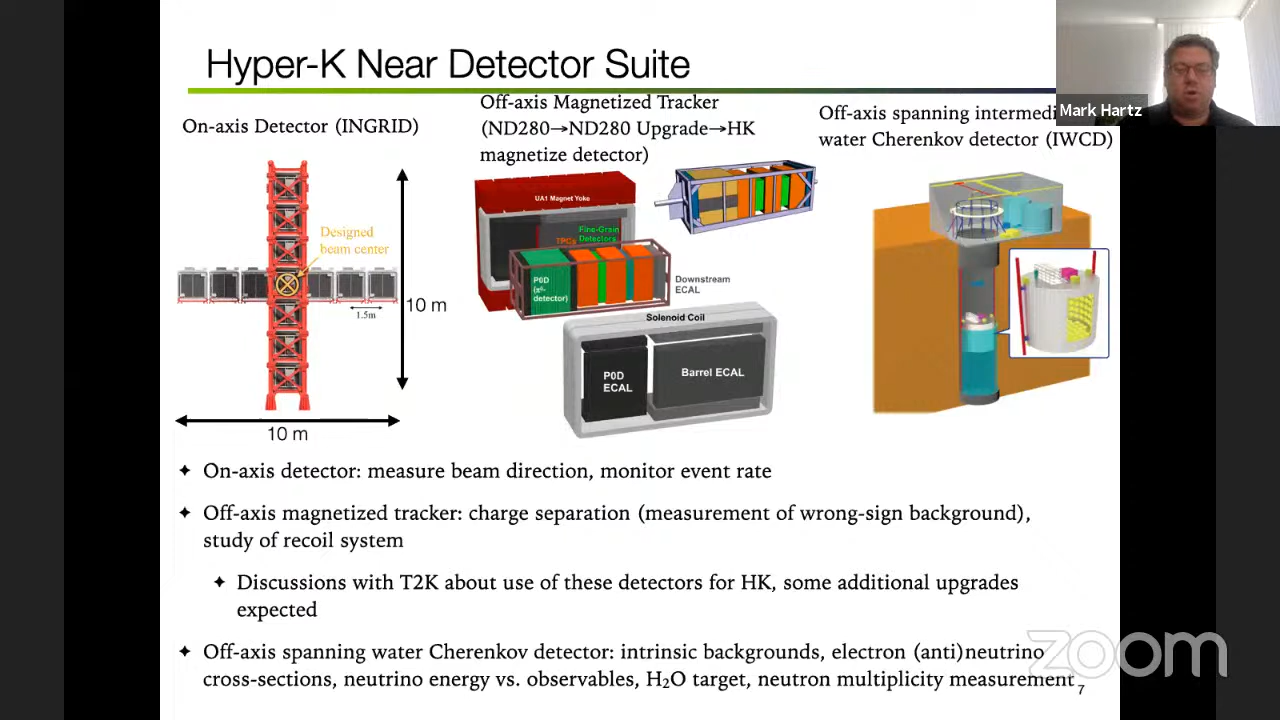 Hyper-K Near Detector Suite
Mark Hartz
On-axis Detector (INGRID)
Off-axis Magnetized Tracker
(ND280→ND280 Upgrade→HK
magnetize detector)
Off-axis spanning intermedi
water Cherenkov detector (IWCD)
Designed
beam center
1.5m
10 m
10 m
UA1 Magnet Yoke
Fine-Grain
Detectors
TPCs
P0D
(π⁰-
detector)
Downstream
ECAL
Solenoid Coil
P0D
ECAL
Barrel ECAL
✦ On-axis detector: measure beam direction, monitor event rate
✦ Off-axis magnetized tracker: charge separation (measurement of wrong-sign background),
study of recoil system
✦ Discussions with T2K about use of these detectors for HK, some additional upgrades
expected
✦ Off-axis spanning water Cherenkov detector: intrinsic backgrounds, electron (anti)neutrino
cross-sections, neutrino energy vs. observables, H₂O target, neutron multiplicity measurement
7
zoom